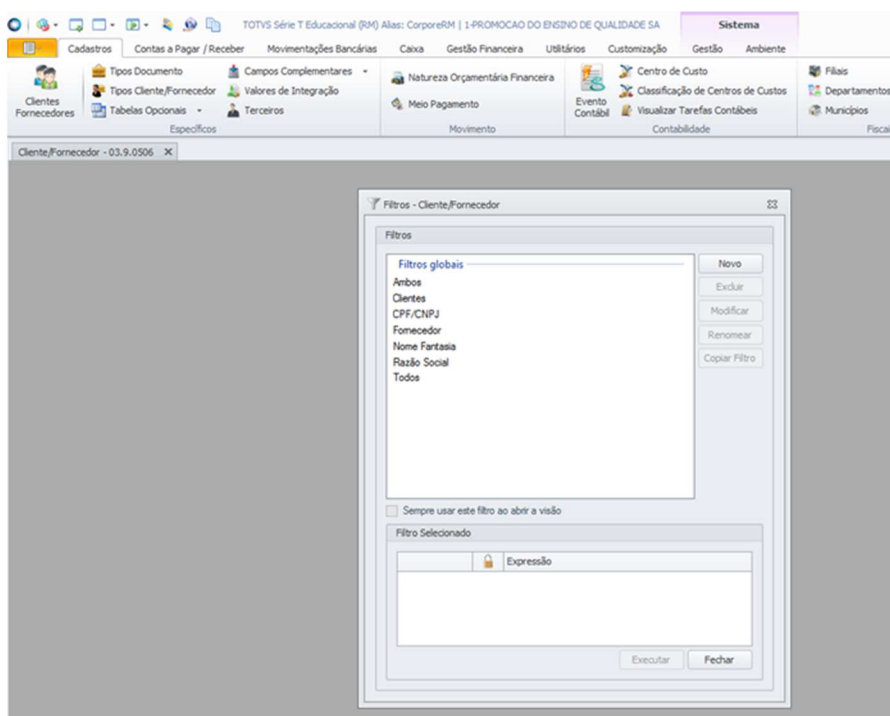 TOTVS Série T Educacional (RM) Alias: CorporeRM | 1-PROMOCAO DO ENSINO DE QUALIDADE SA
Sistema
Cadastros Contas a Pagar / Receber Movimentações Bancárias Caixa Gestão Financeira Utilitários Customização Gestão Ambiente
Clientes Fornecedores
Tipos Documento
Tipos Cliente/Fornecedor
Tabelas Opcionais
Campos Complementares
Valores de Integração
Terceiros
Específicos
Natureza Orçamentária Financeira
Meio Pagamento
Movimento
Evento Contábil
Centro de Custo
Classificação de Centros de Custos
Visualizar Tarefas Contábeis
Contabilidade
Filiais
Departamentos
Municípios
Fiscai
Cliente/Fornecedor - 03.9.0506
Filtros - Cliente/Fornecedor
Filtros
Filtros globais
Ambos
Clientes
CPF/CNPJ
Fornecedor
Nome Fantasia
Razão Social
Todos
Novo
Excluir
Modificar
Renomear
Copiar Filtro
Sempre usar este filtro ao abrir a visão
Filtro Selecionado
Expressão
Executar
Fechar